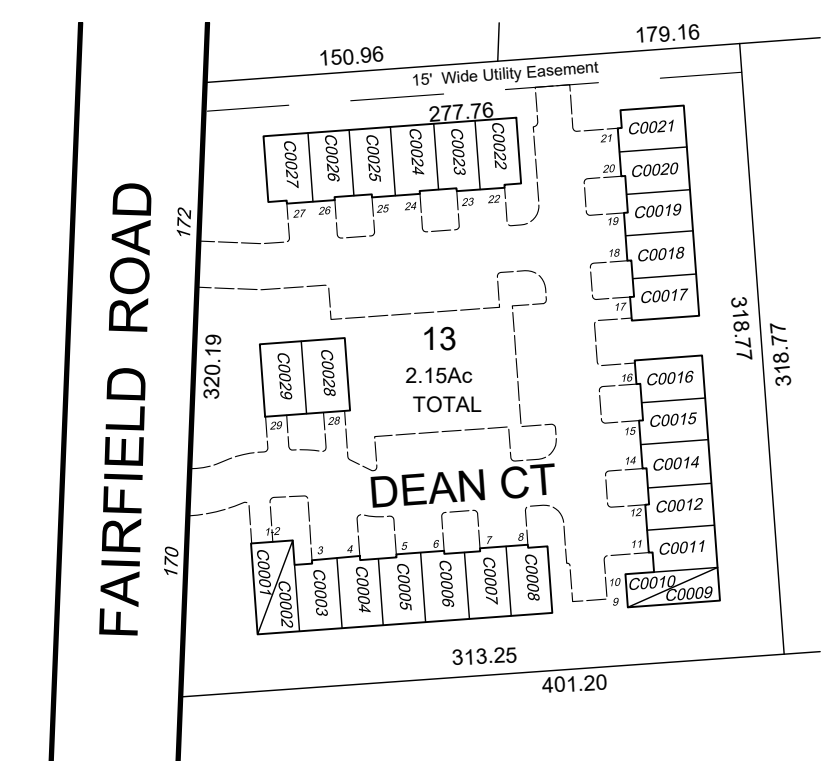 150.96
179.16
15' Wide Utility Easement
277.76
C0027
C0026
C0025
C0024
C0023
C0022
27
26
25
24
23
22
C0021
21
C0020
20
C0019
19
C0018
18
C0017
17
172
FAIRFIELD ROAD
320.19
318.77
318.77
13
2.15Ac
TOTAL
C0029
C0028
29
28
C0016
16
C0015
15
C0014
14
C0012
12
C0011
11
C0010
10
C0009
9
DEAN CT
170
1-2
3
4
5
6
7
8
C0001
C0002
C0003
C0004
C0005
C0006
C0007
C0008
313.25
401.20